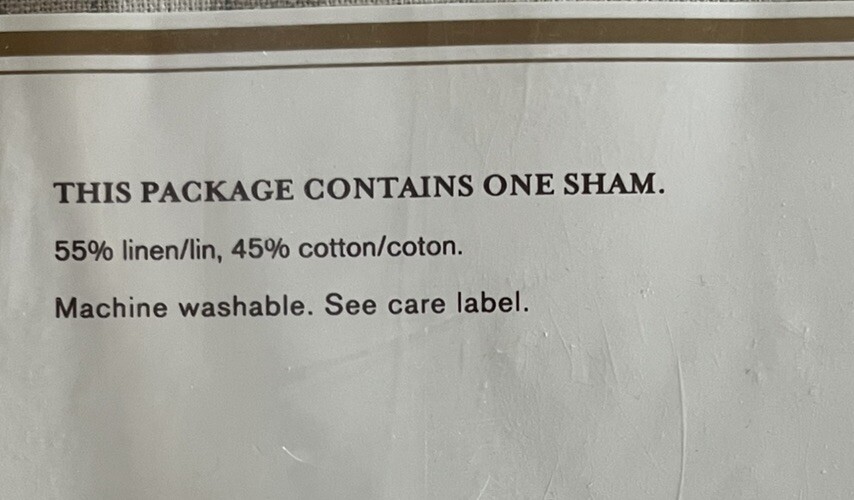 THIS PACKAGE CONTAINS ONE SHAM.
55% linen/lin, 45% cotton/coton.
Machine washable. See care label.